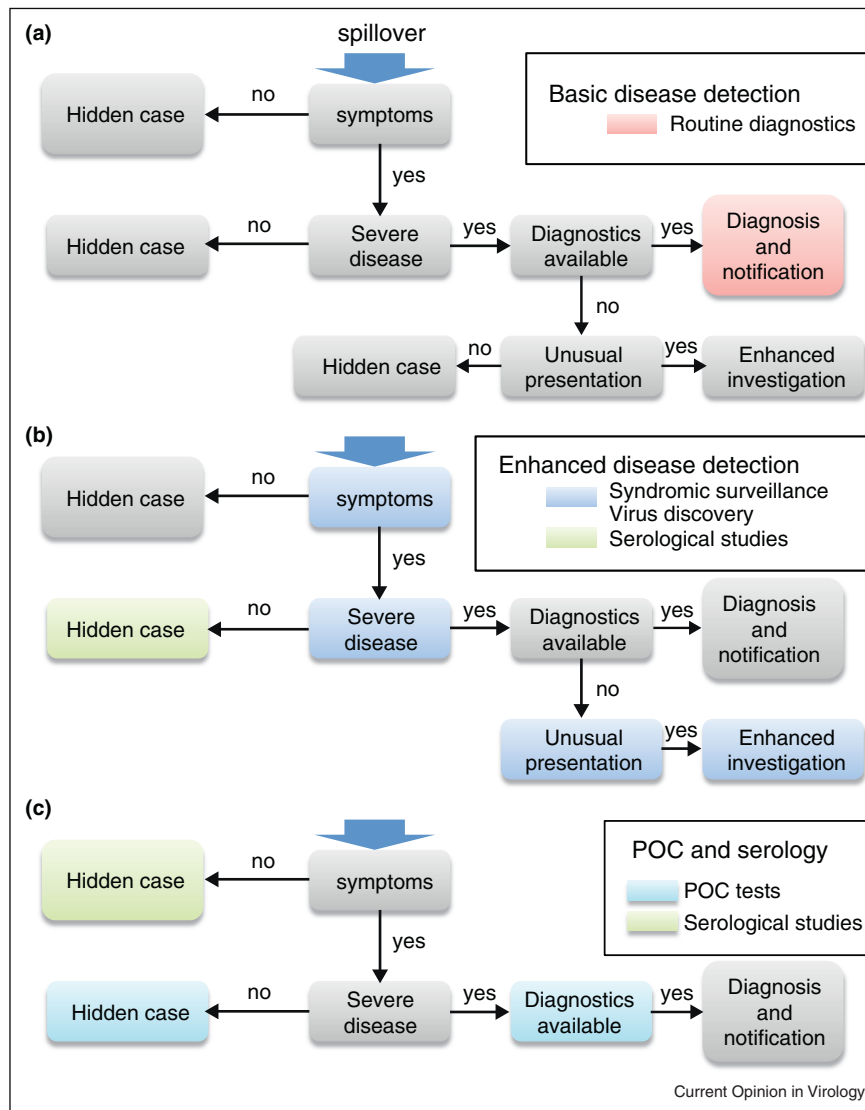 (a)
spillover
Hidden case
no
symptoms
Basic disease detection
Routine diagnostics
yes
Hidden case
no
Severe
disease
yes
Diagnostics
available
yes
Diagnosis
and
notification
no
Hidden case
no
Unusual
presentation
yes
Enhanced
investigation
(b)
Hidden case
no
symptoms
Enhanced disease detection
Syndromic surveillance
Virus discovery
Serological studies
yes
Hidden case
no
Severe
disease
yes
Diagnostics
available
yes
Diagnosis
and
notification
no
Unusual
presentation
yes
Enhanced
investigation
(c)
Hidden case
no
symptoms
POC and serology
POC tests
Serological studies
yes
Hidden case
no
Severe
disease
yes
Diagnostics
available
yes
Diagnosis
and
notification
Current Opinion in Virology